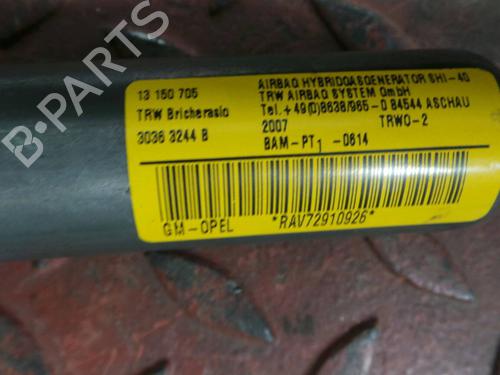 13 150 705
TRW Bricherasio
3036 3244 B
AIRBAG HYBRIDGASGENERATOR SHI-40
TRW AIRBAG SYSTEM GmbH
Tel.+49(0)8638/965-0 84544 ASCHAU
2007 TRWO-2
BAM-PT1 -0614
GM-OPEL
*RAV72910926*
B-PARTS